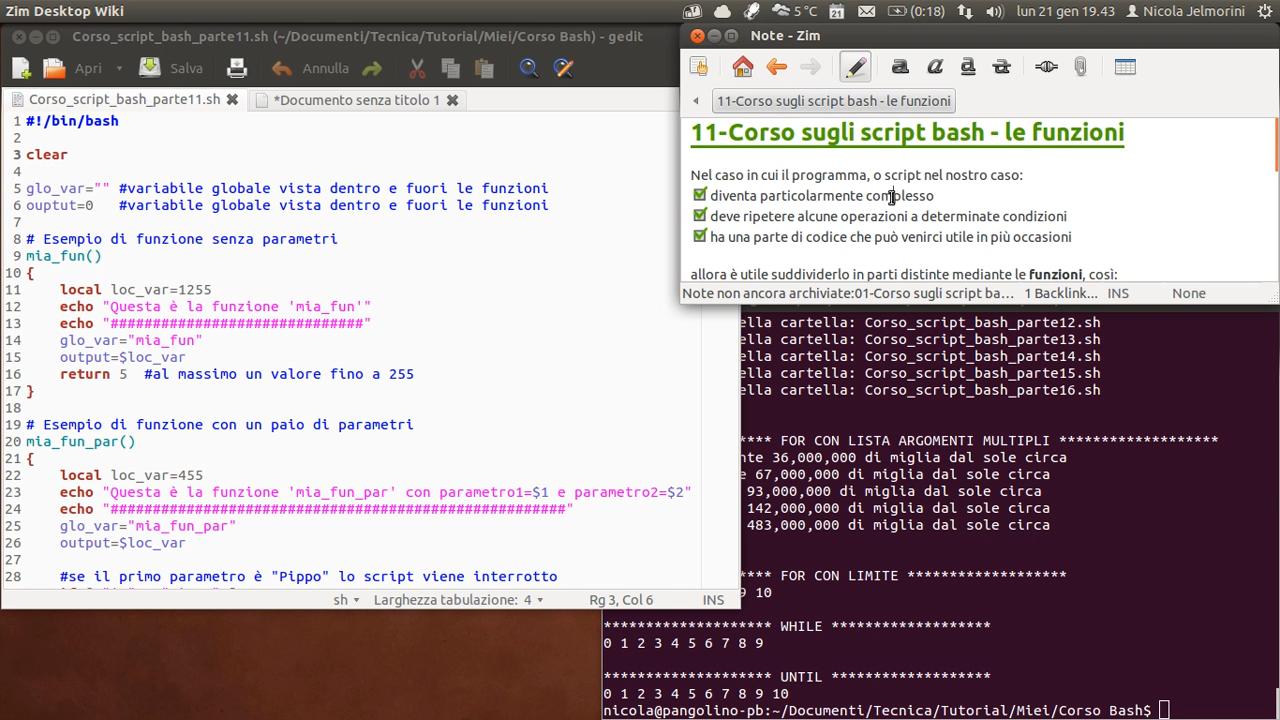 Zim Desktop Wiki
5 °C
21
(0:18)
lun 21 gen 19.43
Nicola Jelmorini
Corso_script_bash_parte11.sh (~/Documenti/Tecnica/Tutorial/Miei/Corso Bash) - gedit
Apri
Salva
Annulla
Corso_script_bash_parte11.sh
*Documento senza titolo 1
1 #!/bin/bash
2
3 clear
4
5 glo_var="" #variabile globale vista dentro e fuori le funzioni
6 ouptut=0   #variabile globale vista dentro e fuori le funzioni
7
8 # Esempio di funzione senza parametri
9 mia_fun()
10 {
11     local loc_var=1255
12     echo "Questa è la funzione 'mia_fun'"
13     echo "##############################"
14     glo_var="mia_fun"
15     output=$loc_var
16     return 5  #al massimo un valore fino a 255
17 }
18
19 # Esempio di funzione con un paio di parametri
20 mia_fun_par()
21 {
22     local loc_var=455
23     echo "Questa è la funzione 'mia_fun_par' con parametro1=$1 e parametro2=$2"
24     echo "######################################################"
25     glo_var="mia_fun_par"
26     output=$loc_var
27
28     #se il primo parametro è "Pippo" lo script viene interrotto
sh
Larghezza tabulazione: 4
Rg 3, Col 6
INS
Note - Zim
11-Corso sugli script bash - le funzioni
11-Corso sugli script bash - le funzioni
Nel caso in cui il programma, o script nel nostro caso:
diventa particolarmente complesso
deve ripetere alcune operazioni a determinate condizioni
ha una parte di codice che può venirci utile in più occasioni
allora è utile suddividerlo in parti distinte mediante le funzioni, così:
Note non ancora archiviate:01-Corso sugli script ba...
1 Backlink...
INS
None
ella cartella: Corso_script_bash_parte12.sh
ella cartella: Corso_script_bash_parte13.sh
ella cartella: Corso_script_bash_parte14.sh
ella cartella: Corso_script_bash_parte15.sh
ella cartella: Corso_script_bash_parte16.sh
**** FOR CON LISTA ARGOMENTI MULTIPLI *******************
nte 36,000,000 di miglia dal sole circa
e 67,000,000 di miglia dal sole circa
93,000,000 di miglia dal sole circa
142,000,000 di miglia dal sole circa
483,000,000 di miglia dal sole circa
**** FOR CON LIMITE *******************
9 10
******************** WHILE *******************
0 1 2 3 4 5 6 7 8 9
******************** UNTIL *******************
0 1 2 3 4 5 6 7 8 9 10
nicola@pangolino-pb:~/Documenti/Tecnica/Tutorial/Miei/Corso Bash$